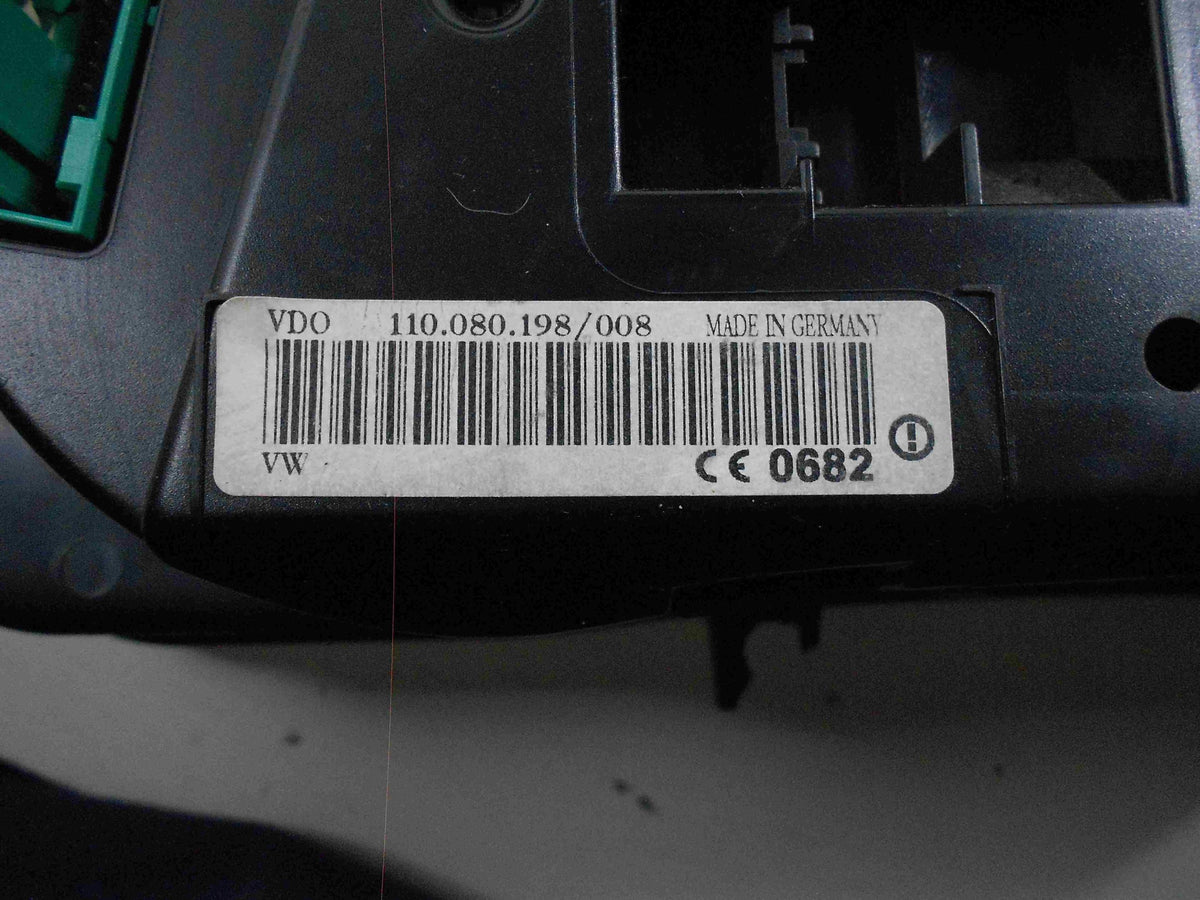 VDO 110.080.198/008 MADE IN GERMANY
VW CE 0682